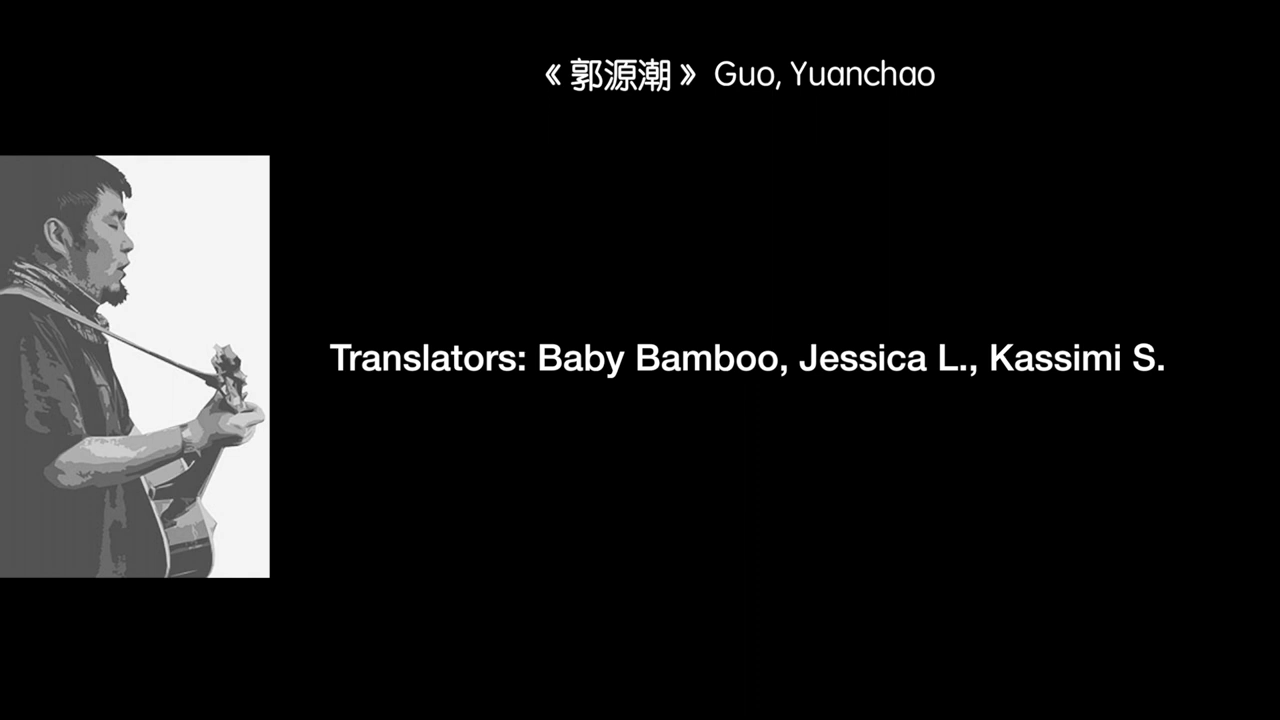 《郭源潮》 Guo, Yuanchao
Translators: Baby Bamboo, Jessica L., Kassimi S.